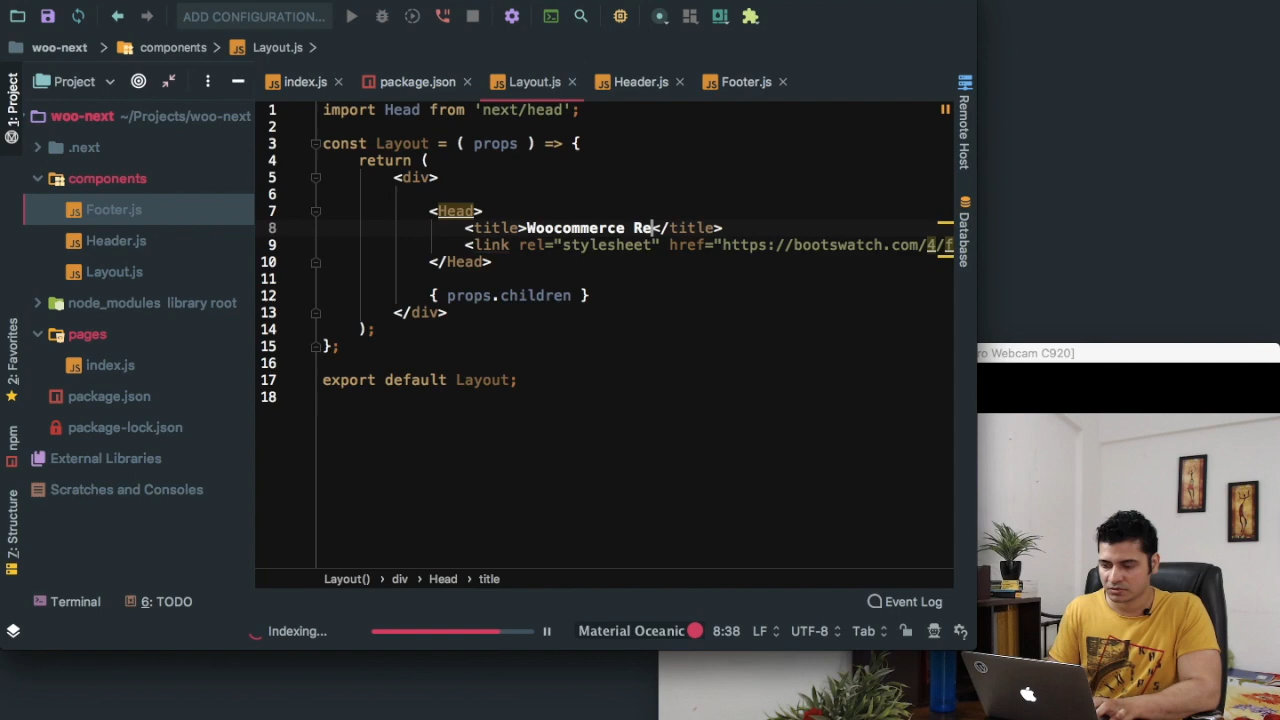 ADD CONFIGURATION...
woo-next
components
Layout.js
1: Project
Project
index.js
package.json
Layout.js
Header.js
Footer.js
woo-next ~/Projects/woo-next
.next
components
Footer.js
Header.js
Layout.js
node_modules library root
pages
index.js
package.json
package-lock.json
External Libraries
Scratches and Consoles
2: Favorites
npm
Z: Structure
1 import Head from 'next/head';
2
3 const Layout = ( props ) => {
4 return (
5 <div>
6
7 <Head>
8 <title>Woocommerce Re</title>
9 <link rel="stylesheet" href="https://bootswatch.com/4/f
10 </Head>
11
12 { props.children }
13 </div>
14 );
15 };
16
17 export default Layout;
18
Remote Host
Database
ro Webcam C920]
Layout() › div › Head › title
Terminal
6: TODO
Event Log
Indexing...
Material Oceanic
8:38
LF
UTF-8
Tab